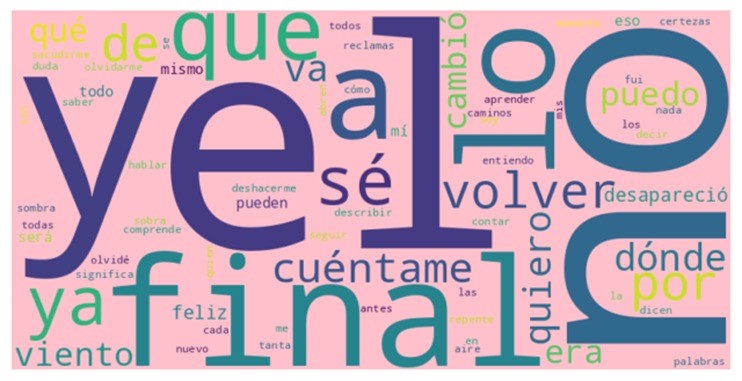 qué
de
que
todos
reclamas
se
sacudirme
duda
olvidarme
mismo
va
a
cambió
lo
no
eso
certezas
fui
puedo
nada
los
decir
mis
aprender
caminos
entiendo
todo
saber
y
el
cómo
abren
mí
sé
hablar
deshacerme
pueden
describir
volver
desapareció
contar
sombra
todas
será
sobra
comprende
seguir
quiero
dónde
por
la
dicen
olvidé
significa
cuéntame
ya
final
feliz
cada
nuevo
viento
me
tanta
antes
las
repente
en
aire
era
palabras